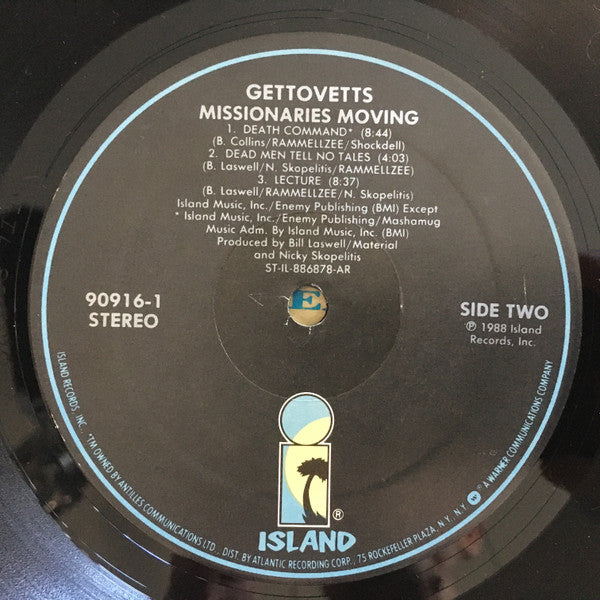 GETTOVETTS
MISSIONARIES MOVING
1. DEATH COMMAND* (8:44)
(B. Collins/RAMMELLZEE/Shockdell)
2. DEAD MEN TELL NO TALES (4:03)
(B. Laswell/N. Skopelitis/RAMMELLZEE)
3. LECTURE (8:37)
(B. Laswell/RAMMELLZEE/N. Skopelitis)
Island Music, Inc./Enemy Publishing (BMI) Except
* Island Music, Inc./Enemy Publishing/Mashamug
Music Adm. By Island Music, Inc. (BMI)
Produced by Bill Laswell/Material
and Nicky Skopelitis
ST-IL-886878-AR
E
90916-1
STEREO
SIDE TWO
℗ 1988 Island
Records, Inc.
®
ISLAND
ISLAND RECORDS, INC. *TM OWNED BY ANTILLES COMMUNICATIONS LTD., DIST. BY ATLANTIC RECORDING CORP., 75 ROCKEFELLER PLAZA, N.Y., N.Y. A WARNER COMMUNICATIONS COMPANY